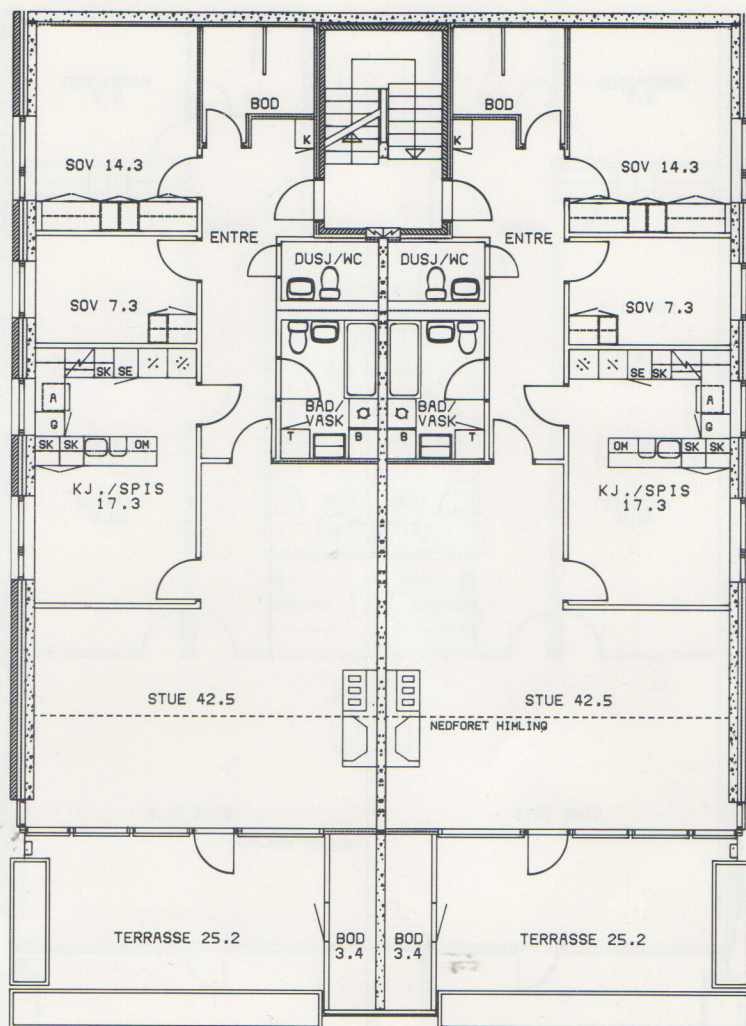 BOD
BOD
K
K
SOV 14.3
SOV 14.3
ENTRE
ENTRE
DUSJ/WC
DUSJ/WC
SOV 7.3
SOV 7.3
SK SE
SE SK
A
A
G
G
BAD/
VASK
BAD/
VASK
T
B
B
T
SK SK OM
OM SK SK
KJ./SPIS
17.3
KJ./SPIS
17.3
STUE 42.5
STUE 42.5
NEDFORET HIMLING
TERRASSE 25.2
BOD
3.4
BOD
3.4
TERRASSE 25.2